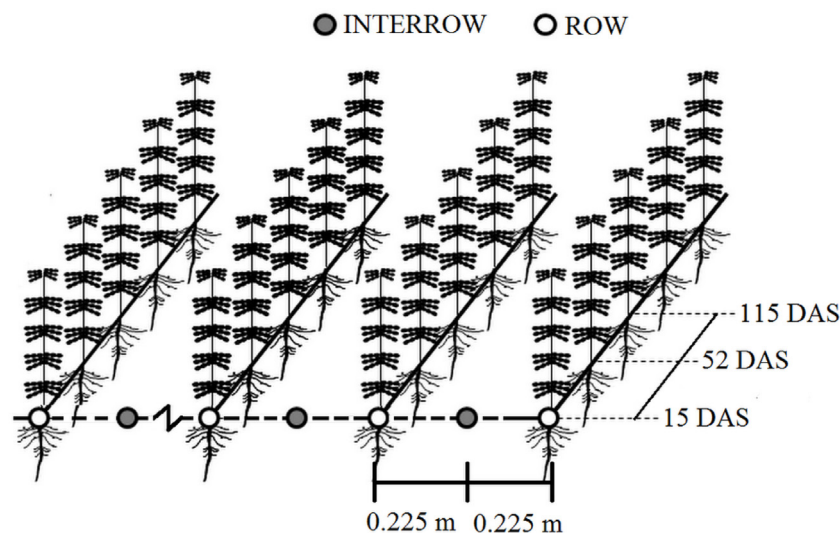 INTERROW ROW
115 DAS
52 DAS
15 DAS
0.225 m 0.225 m